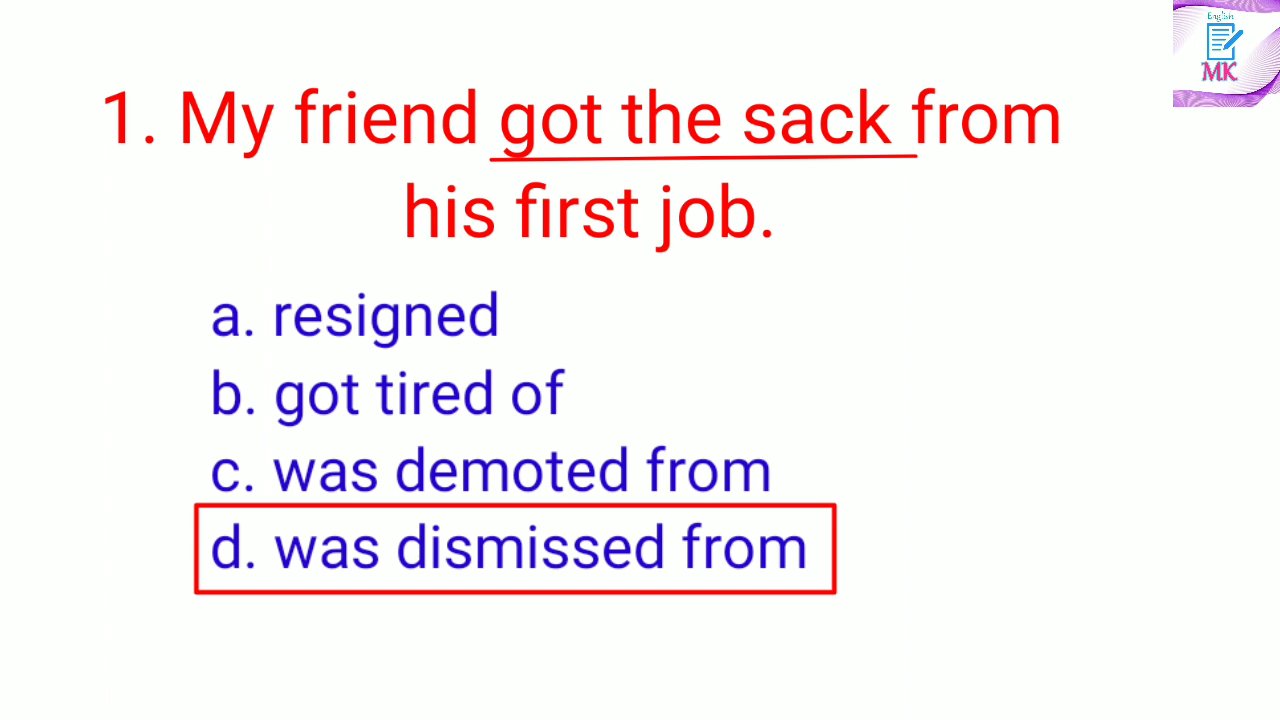 English
MK
1. My friend got the sack from
his first job.
a. resigned
b. got tired of
c. was demoted from
d. was dismissed from